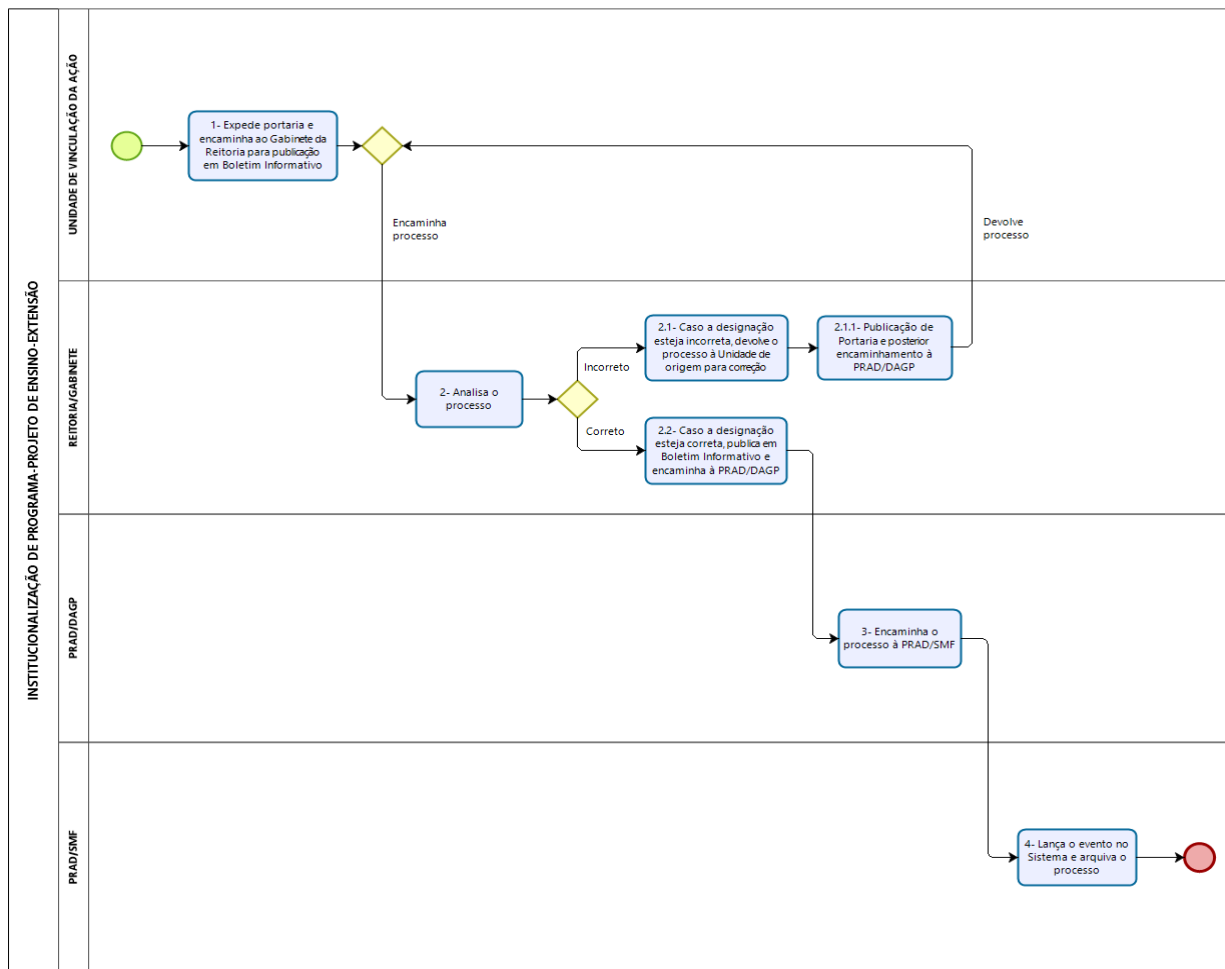 INSTITUCIONALIZAÇÃO DE PROGRAMA-PROJETO DE ENSINO-EXTENSÃO
UNIDADE DE VINCULAÇÃO DA AÇÃO
1- Expede portaria e
encaminha ao Gabinete da
Reitoria para publicação
em Boletim Informativo
Encaminha
processo
Devolve
processo
REITORIA/GABINETE
2- Analisa o
processo
Incorreto
Correto
2.1- Caso a designação
esteja incorreta, devolve o
processo à Unidade de
origem para correção
2.1.1- Publicação de
Portaria e posterior
encaminhamento à
PRAD/DAGP
2.2- Caso a designação
esteja correta, publica em
Boletim Informativo e
encaminha à PRAD/DAGP
PRAD/DAGP
3- Encaminha o
processo à PRAD/SMF
PRAD/SMF
4- Lança o evento no
Sistema e arquiva o
processo